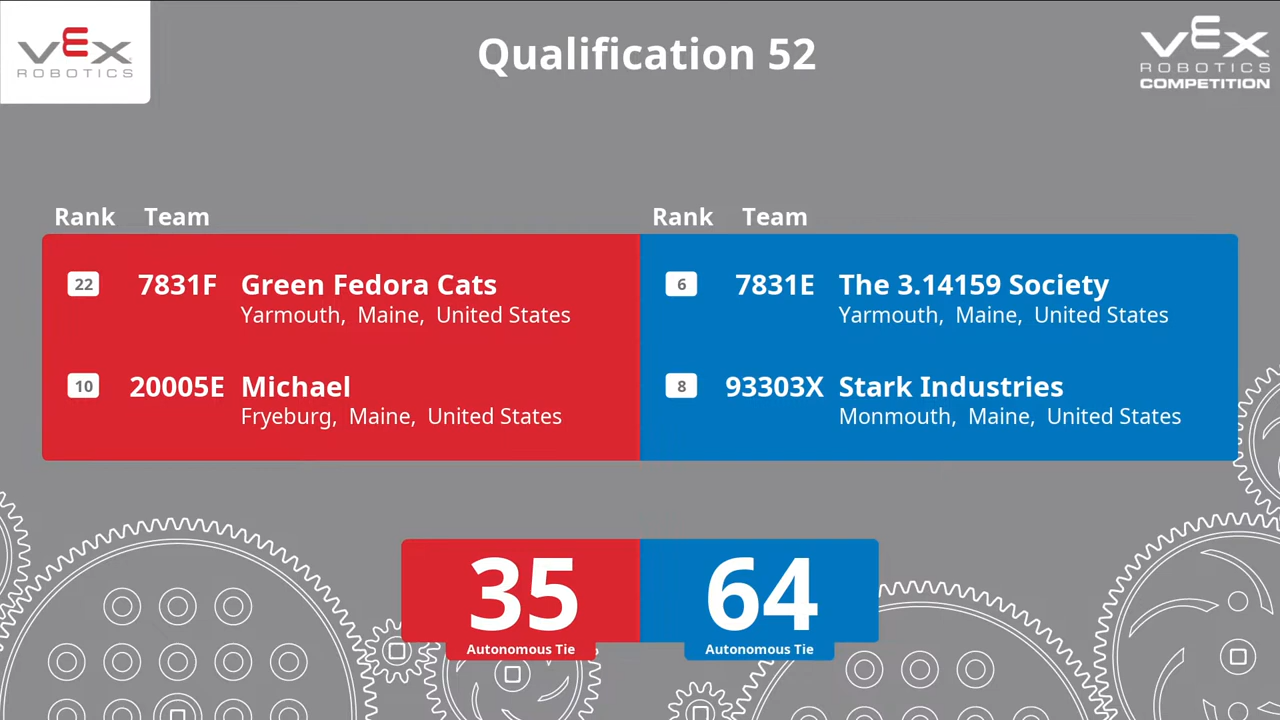 VEX
ROBOTICS
Qualification 52
VEX
ROBOTICS
COMPETITION
Rank Team
22 7831F Green Fedora Cats
Yarmouth, Maine, United States
10 20005E Michael
Fryeburg, Maine, United States
Rank Team
6 7831E The 3.14159 Society
Yarmouth, Maine, United States
8 93303X Stark Industries
Monmouth, Maine, United States
35
Autonomous Tie
64
Autonomous Tie